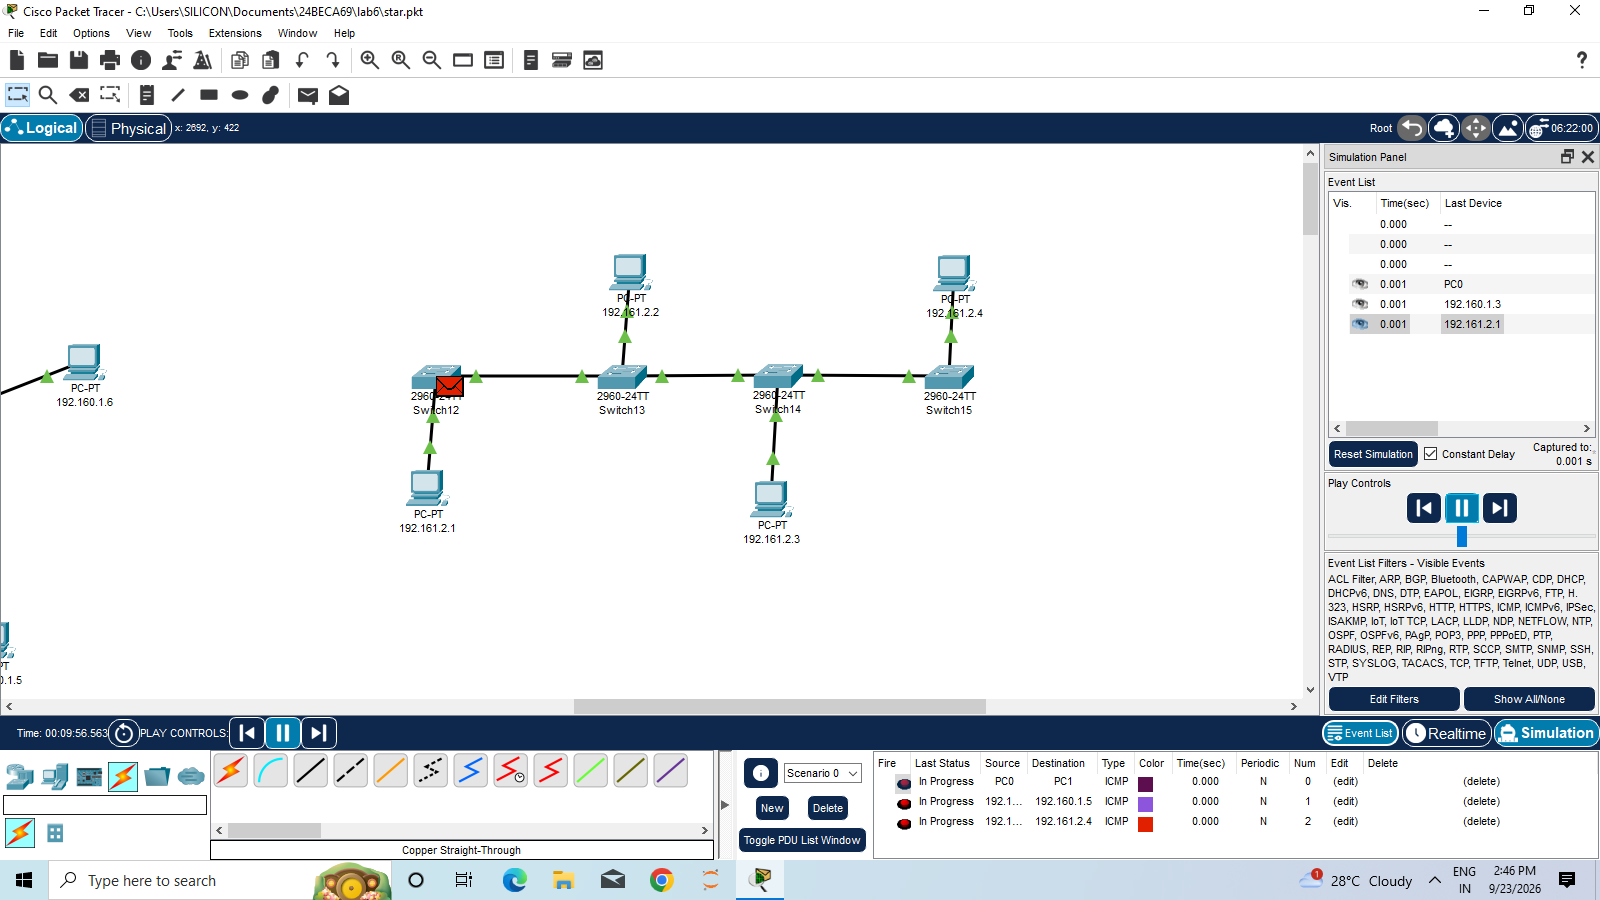 Cisco Packet Tracer - C:\Users\SILICON\Documents\24BECA69\lab6\star.pkt
File Edit Options View Tools Extensions Window Help
?
Logical Physical x: 2692, y: 422 Root 06:22:00
PC-PT
192.160.1.6
PC-PT
192.161.2.2
PC-PT
192.161.2.4
2960-24TT
Switch12
2960-24TT
Switch13
2960-24TT
Switch14
2960-24TT
Switch15
PC-PT
192.161.2.1
PC-PT
192.161.2.3
PT
0.1.5
Simulation Panel
Event List
Vis. Time(sec) Last Device
0.000 --
0.000 --
0.000 --
0.001 PC0
0.001 192.160.1.3
0.001 192.161.2.1
Reset Simulation Constant Delay Captured to:
0.001 s
Play Controls
Event List Filters - Visible Events
ACL Filter, ARP, BGP, Bluetooth, CAPWAP, CDP, DHCP,
DHCPv6, DNS, DTP, EAPOL, EIGRP, EIGRPv6, FTP, H.
323, HSRP, HSRPv6, HTTP, HTTPS, ICMP, ICMPv6, IPSec,
ISAKMP, IoT, IoT TCP, LACP, LLDP, NDP, NETFLOW, NTP,
OSPF, OSPFv6, PAgP, POP3, PPP, PPPoED, PTP,
RADIUS, REP, RIP, RIPng, RTP, SCCP, SMTP, SNMP, SSH,
STP, SYSLOG, TACACS, TCP, TFTP, Telnet, UDP, USB,
VTP
Edit Filters Show All/None
Time: 00:09:56.563 PLAY CONTROLS: Event List Realtime Simulation
Copper Straight-Through
Scenario 0
New Delete
Toggle PDU List Window
Fire Last Status Source Destination Type Color Time(sec) Periodic Num Edit Delete
In Progress PC0 PC1 ICMP 0.000 N 0 (edit) (delete)
In Progress 192.1... 192.160.1.5 ICMP 0.000 N 1 (edit) (delete)
In Progress 192.1... 192.161.2.4 ICMP 0.000 N 2 (edit) (delete)
Type here to search
1
28°C Cloudy
ENG
IN
2:46 PM
9/23/2026